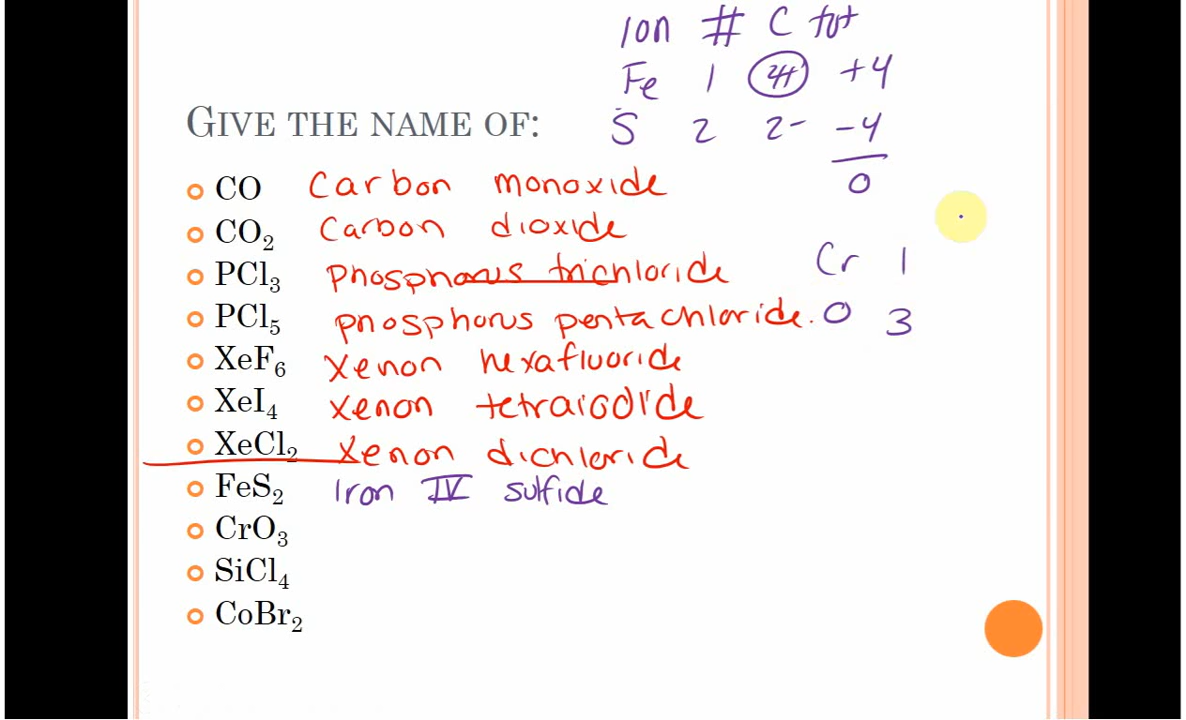 Ion # C tot
Fe 1 4+ +4
S 2 2- -4
0
GIVE THE NAME OF:
CO Carbon monoxide
CO₂ Carbon dioxide
PCl₃ Phosphorus trichloride
Cr 1
PCl₅ phosphorus pentachloride.
O 3
XeF₆ Xenon hexafluoride
XeI₄ Xenon tetraiodide
XeCl₂ Xenon dichloride
FeS₂ Iron IV sulfide
CrO₃
SiCl₄
CoBr₂